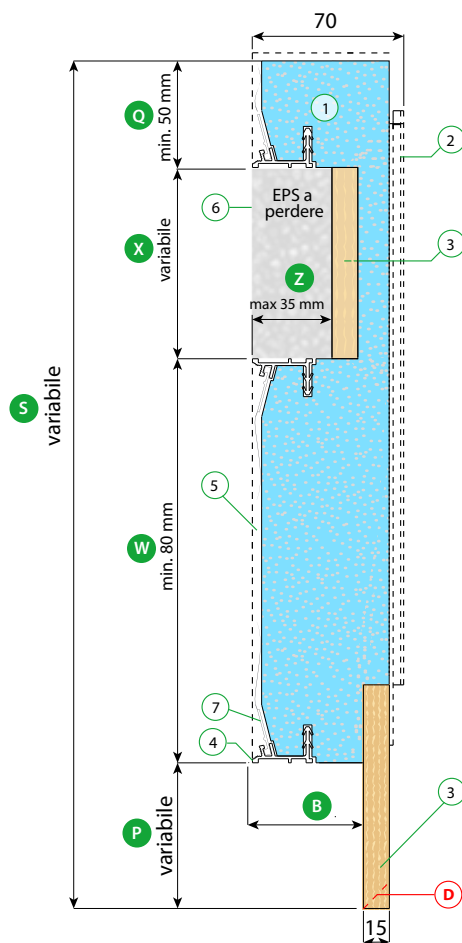 70
Q
min. 50 mm
1
2
6
EPS a
perdere
X
variabile
3
Z
max 35 mm
S
variabile
5
W
min. 80 mm
7
4
B
P
variabile
3
D
15